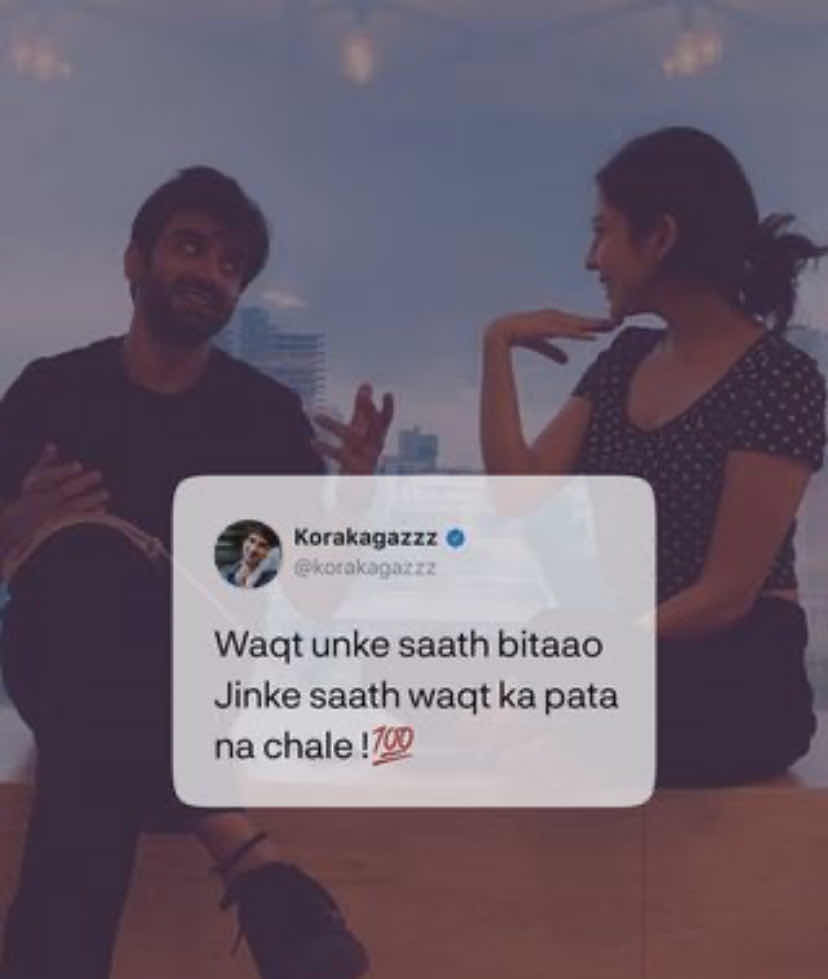 Korakagazzz
@korakagazzz
Waqt unke saath bitaao
Jinke saath waqt ka pata
na chale !💯